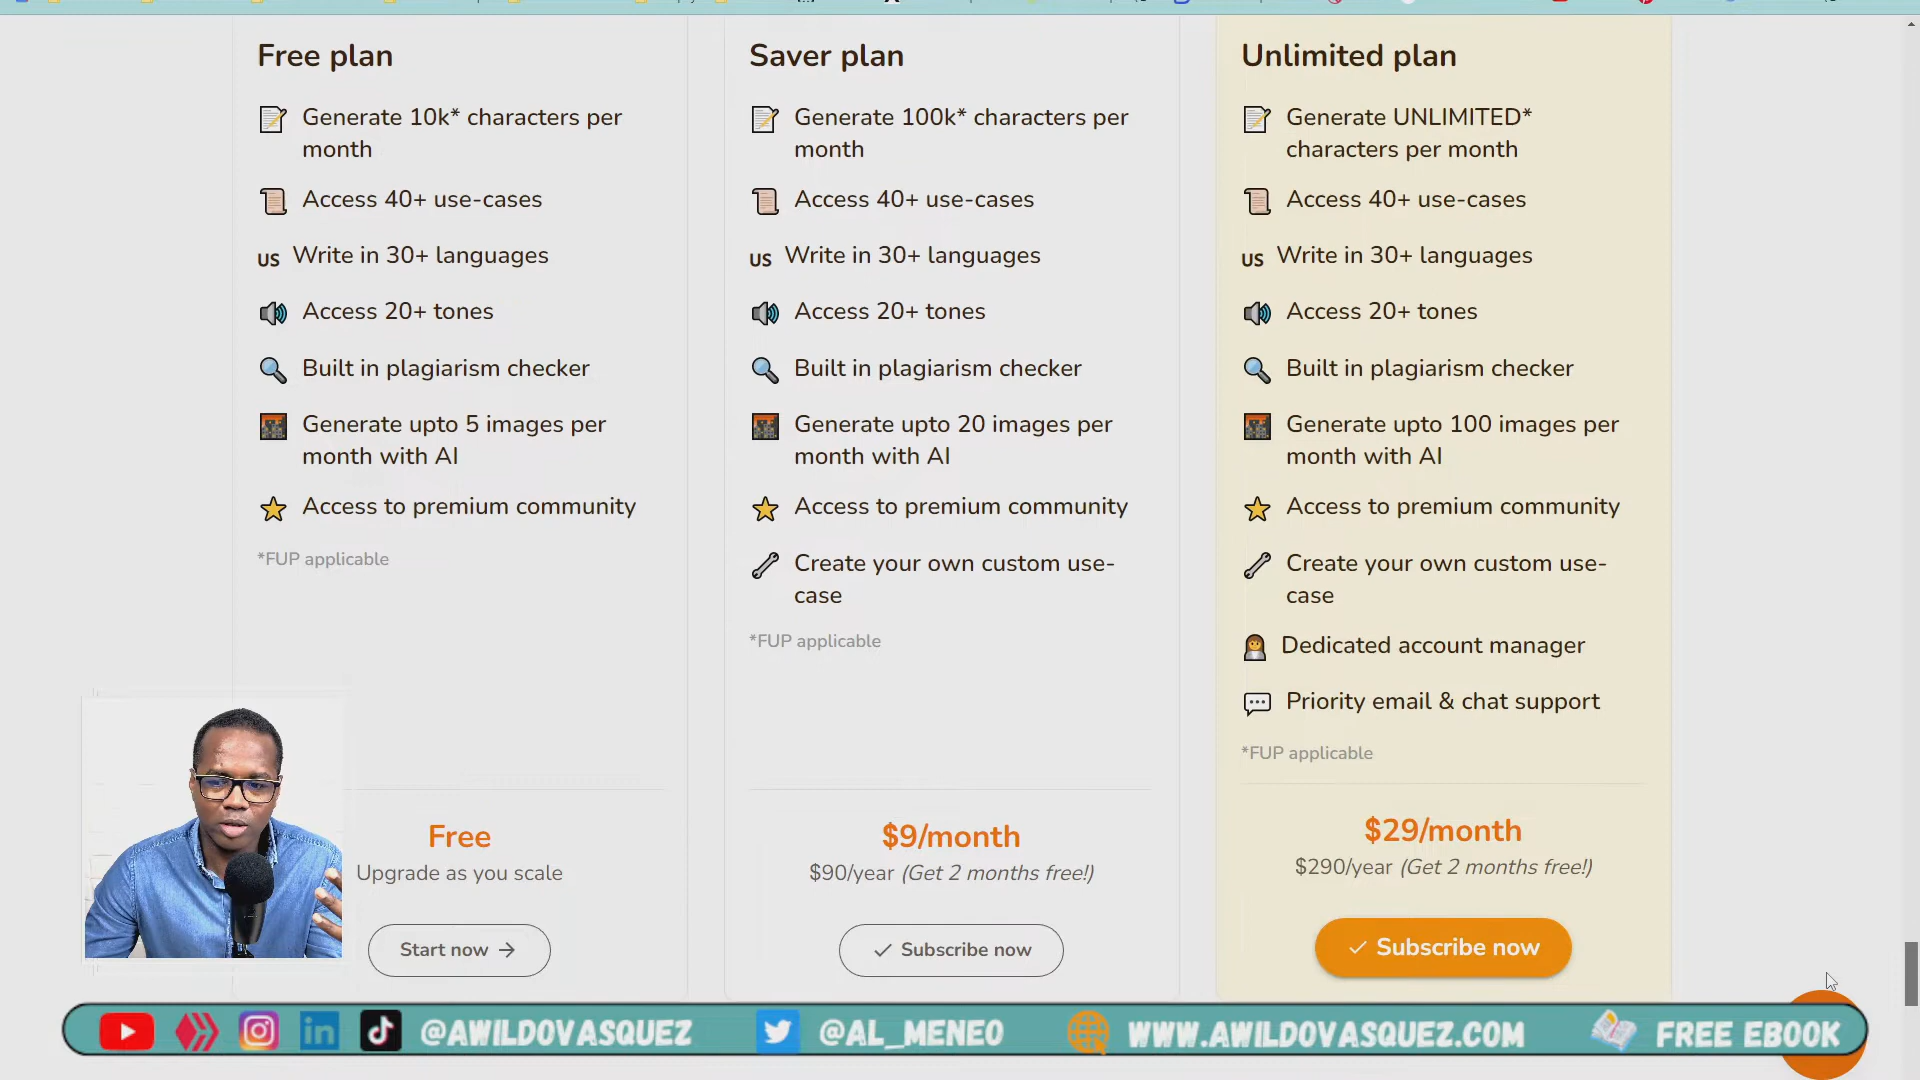 Free plan
Generate 10k* characters per
month
Access 40+ use-cases
US Write in 30+ languages
Access 20+ tones
Built in plagiarism checker
Generate upto 5 images per
month with AI
Access to premium community
*FUP applicable
Free
Upgrade as you scale
Start now →
Saver plan
Generate 100k* characters per
month
Access 40+ use-cases
US Write in 30+ languages
Access 20+ tones
Built in plagiarism checker
Generate upto 20 images per
month with AI
Access to premium community
Create your own custom use-
case
*FUP applicable
$9/month
$90/year (Get 2 months free!)
Subscribe now
Unlimited plan
Generate UNLIMITED*
characters per month
Access 40+ use-cases
US Write in 30+ languages
Access 20+ tones
Built in plagiarism checker
Generate upto 100 images per
month with AI
Access to premium community
Create your own custom use-
case
Dedicated account manager
Priority email & chat support
*FUP applicable
$29/month
$290/year (Get 2 months free!)
Subscribe now
@AWILDOVASQUEZ @AL_MENEO WWW.AWILDOVASQUEZ.COM FREE EBOOK